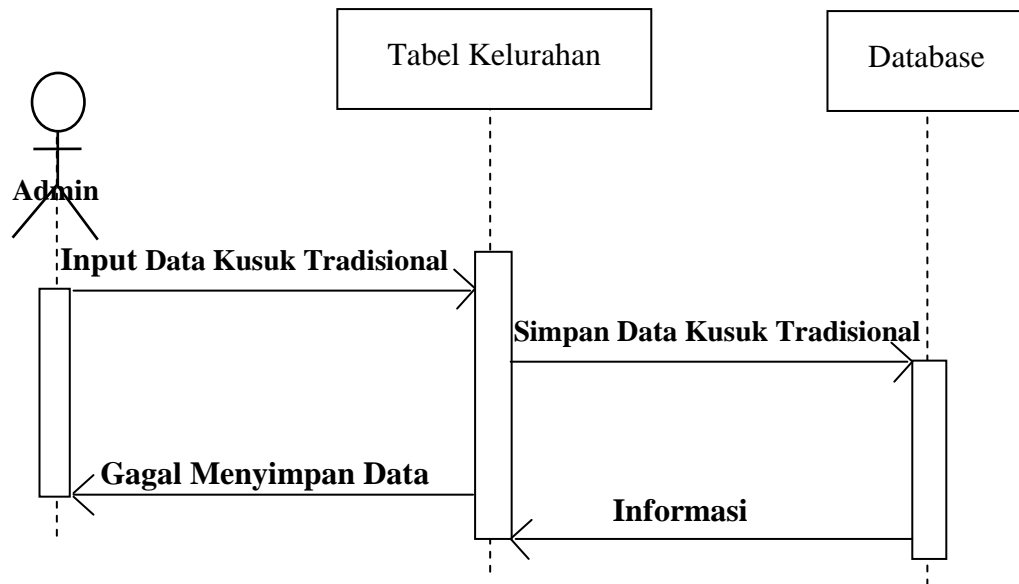 Tabel Kelurahan
Database
Admin
Input Data Kusuk Tradisional
Simpan Data Kusuk Tradisional
Gagal Menyimpan Data
Informasi